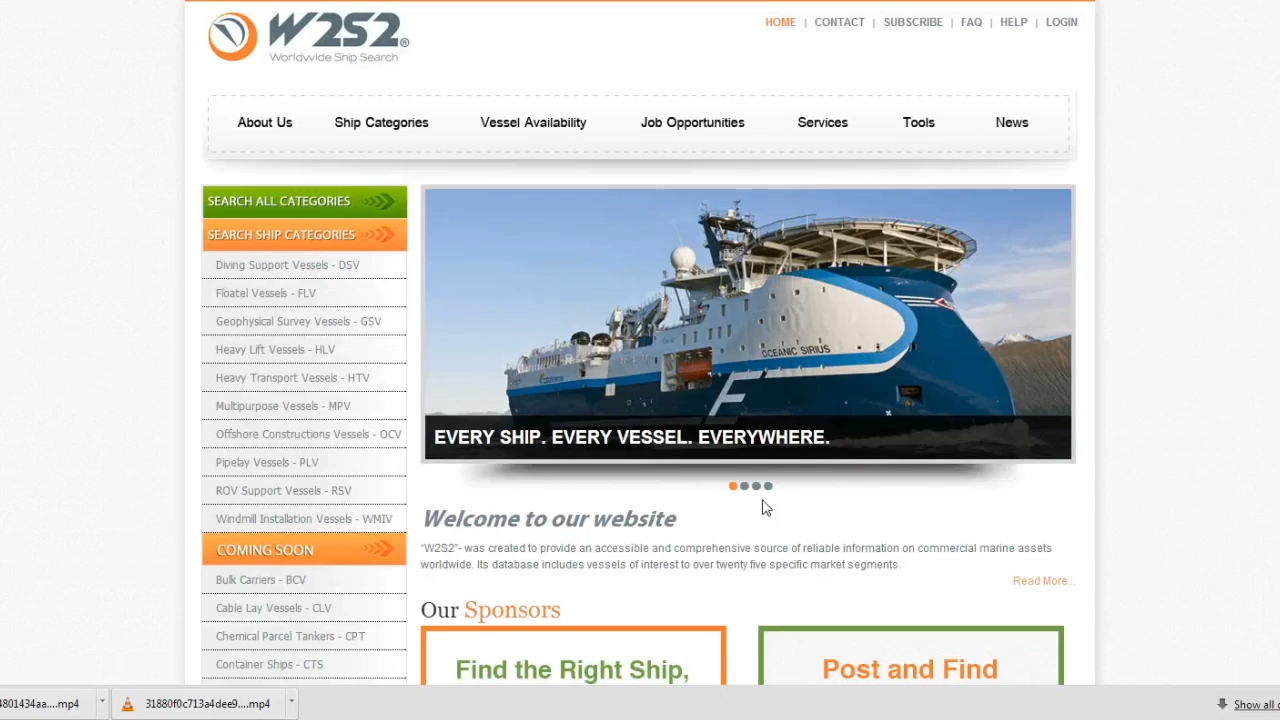 W2S2®
Worldwide Ship Search
HOME | CONTACT | SUBSCRIBE | FAQ | HELP | LOGIN
About Us Ship Categories Vessel Availability Job Opportunities Services Tools News
SEARCH ALL CATEGORIES
SEARCH SHIP CATEGORIES
Diving Support Vessels - DSV
Floatel Vessels - FLV
Geophysical Survey Vessels - GSV
Heavy Lift Vessels - HLV
Heavy Transport Vessels - HTV
Multipurpose Vessels - MPV
Offshore Constructions Vessels - OCV
Pipelay Vessels - PLV
ROV Support Vessels - RSV
Windmill Installation Vessels - WMIV
COMING SOON
Bulk Carriers - BCV
Cable Lay Vessels - CLV
Chemical Parcel Tankers - CPT
Container Ships - CTS
OCEANIC SIRIUS
EVERY SHIP. EVERY VESSEL. EVERYWHERE.
Welcome to our website
“W2S2”- was created to provide an accessible and comprehensive source of reliable information on commercial marine assets
worldwide. Its database includes vessels of interest to over twenty five specific market segments.
Read More...
Our Sponsors
Find the Right Ship,
Post and Find
4801434aa....mp4
31880f0c713a4dee9....mp4
Show all